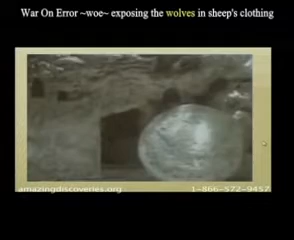 War On Error ~woe~ exposing the wolves in sheep's clothing
amazingdiscoveries.org 1-866-572-9457